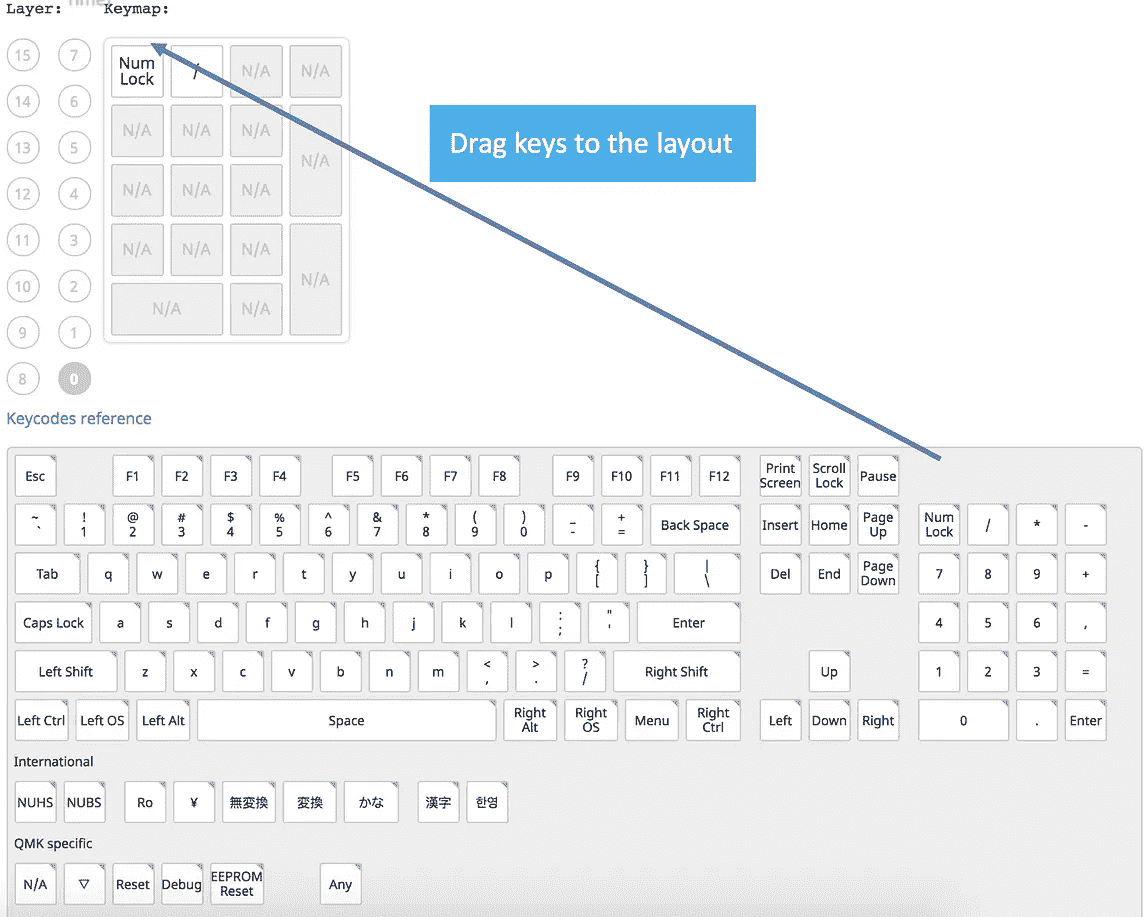 Time
Layer: Keymap:
15 7 Num Lock / N/A N/A
14 6 N/A N/A N/A N/A
13 5
12 4 N/A N/A N/A
11 3 N/A N/A N/A N/A
10 2
9 1 N/A N/A
8 0
Drag keys to the layout
Keycodes reference
Esc F1 F2 F3 F4 F5 F6 F7 F8 F9 F10 F11 F12 Print Screen Scroll Lock Pause
~ ` ! 1 @ 2 # 3 $ 4 % 5 ^ 6 & 7 * 8 ( 9 ) 0 _ - + = Back Space Insert Home Page Up Num Lock / * -
Tab q w e r t y u i o p { [ } ] | \ Del End Page Down 7 8 9 +
Caps Lock a s d f g h j k l : ; " ' Enter 4 5 6 ,
Left Shift z x c v b n m < , > . ? / Right Shift Up 1 2 3 =
Left Ctrl Left OS Left Alt Space Right Alt Right OS Menu Right Ctrl Left Down Right 0 . Enter
International
NUHS NUBS Ro ¥ 無変換 変換 かな 漢字 한영
QMK specific
N/A ▽ Reset Debug EEPROM Reset Any